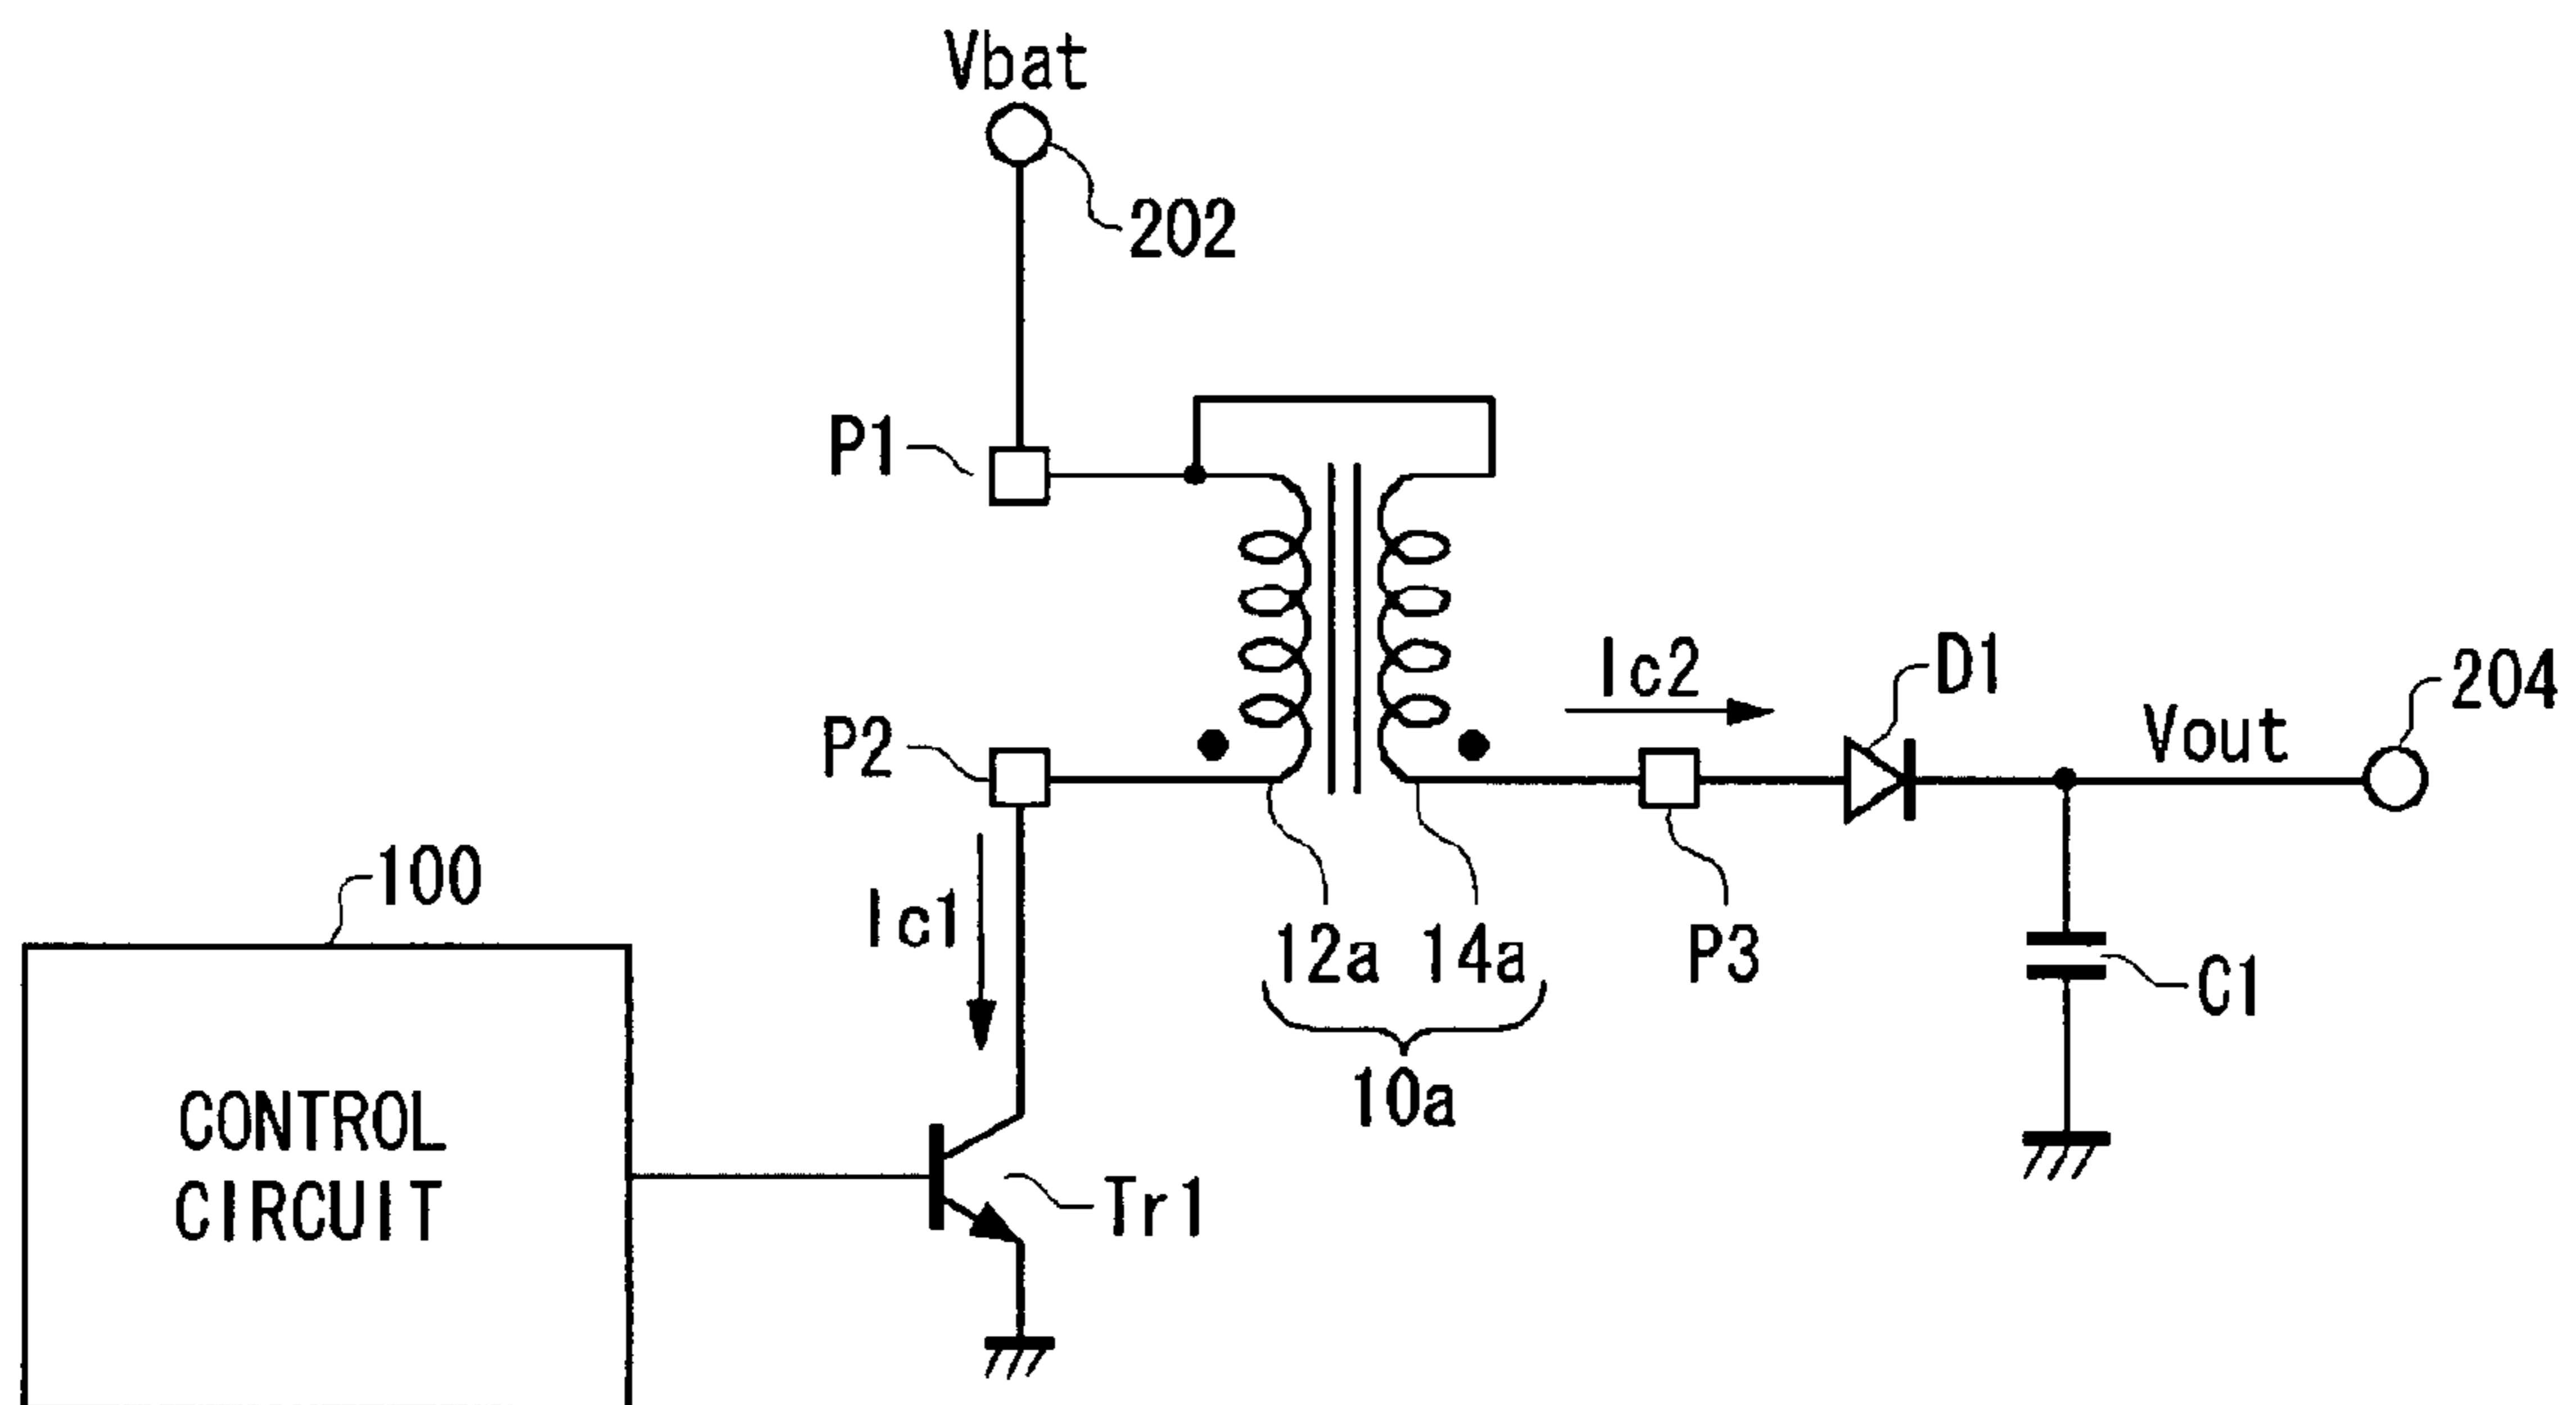 Vbat
202
P1
D1
204
Ic2
Vout
P2
100
Ic1
12a
14a
P3
C1
10a
CONTROL
CIRCUIT
Tr1